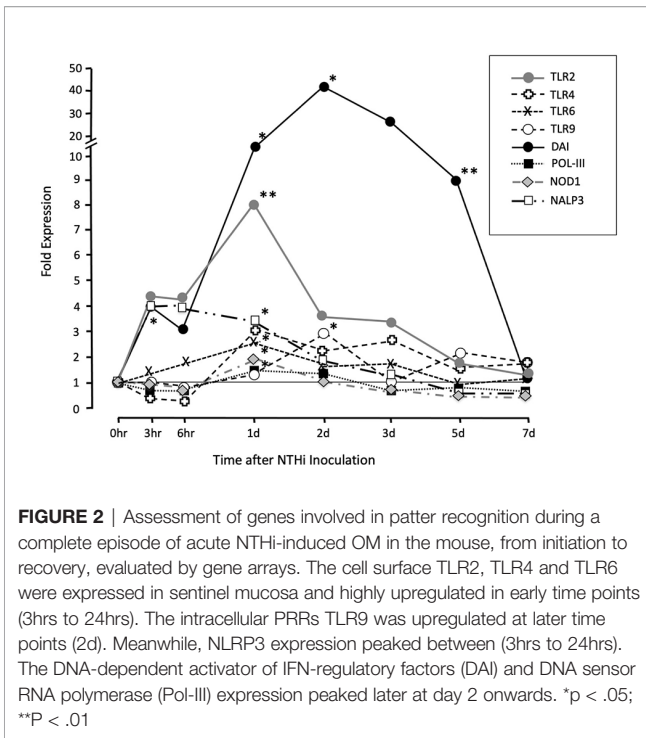 50
40
30
20
10
9
8
7
6
5
4
3
2
1
0
Fold Expression
*
*
**
**
*
*
*
*
*
*
0hr 3hr 6hr 1d 2d 3d 5d 7d
Time after NTHi Inoculation
TLR2
TLR4
TLR6
TLR9
DAI
POL-III
NOD1
NALP3
FIGURE 2 | Assessment of genes involved in patter recognition during a
complete episode of acute NTHi-induced OM in the mouse, from initiation to
recovery, evaluated by gene arrays. The cell surface TLR2, TLR4 and TLR6
were expressed in sentinel mucosa and highly upregulated in early time points
(3hrs to 24hrs). The intracellular PRRs TLR9 was upregulated at later time
points (2d). Meanwhile, NLRP3 expression peaked between (3hrs to 24hrs).
The DNA-dependent activator of IFN-regulatory factors (DAI) and DNA sensor
RNA polymerase (Pol-III) expression peaked later at day 2 onwards. *p < .05;
**P < .01